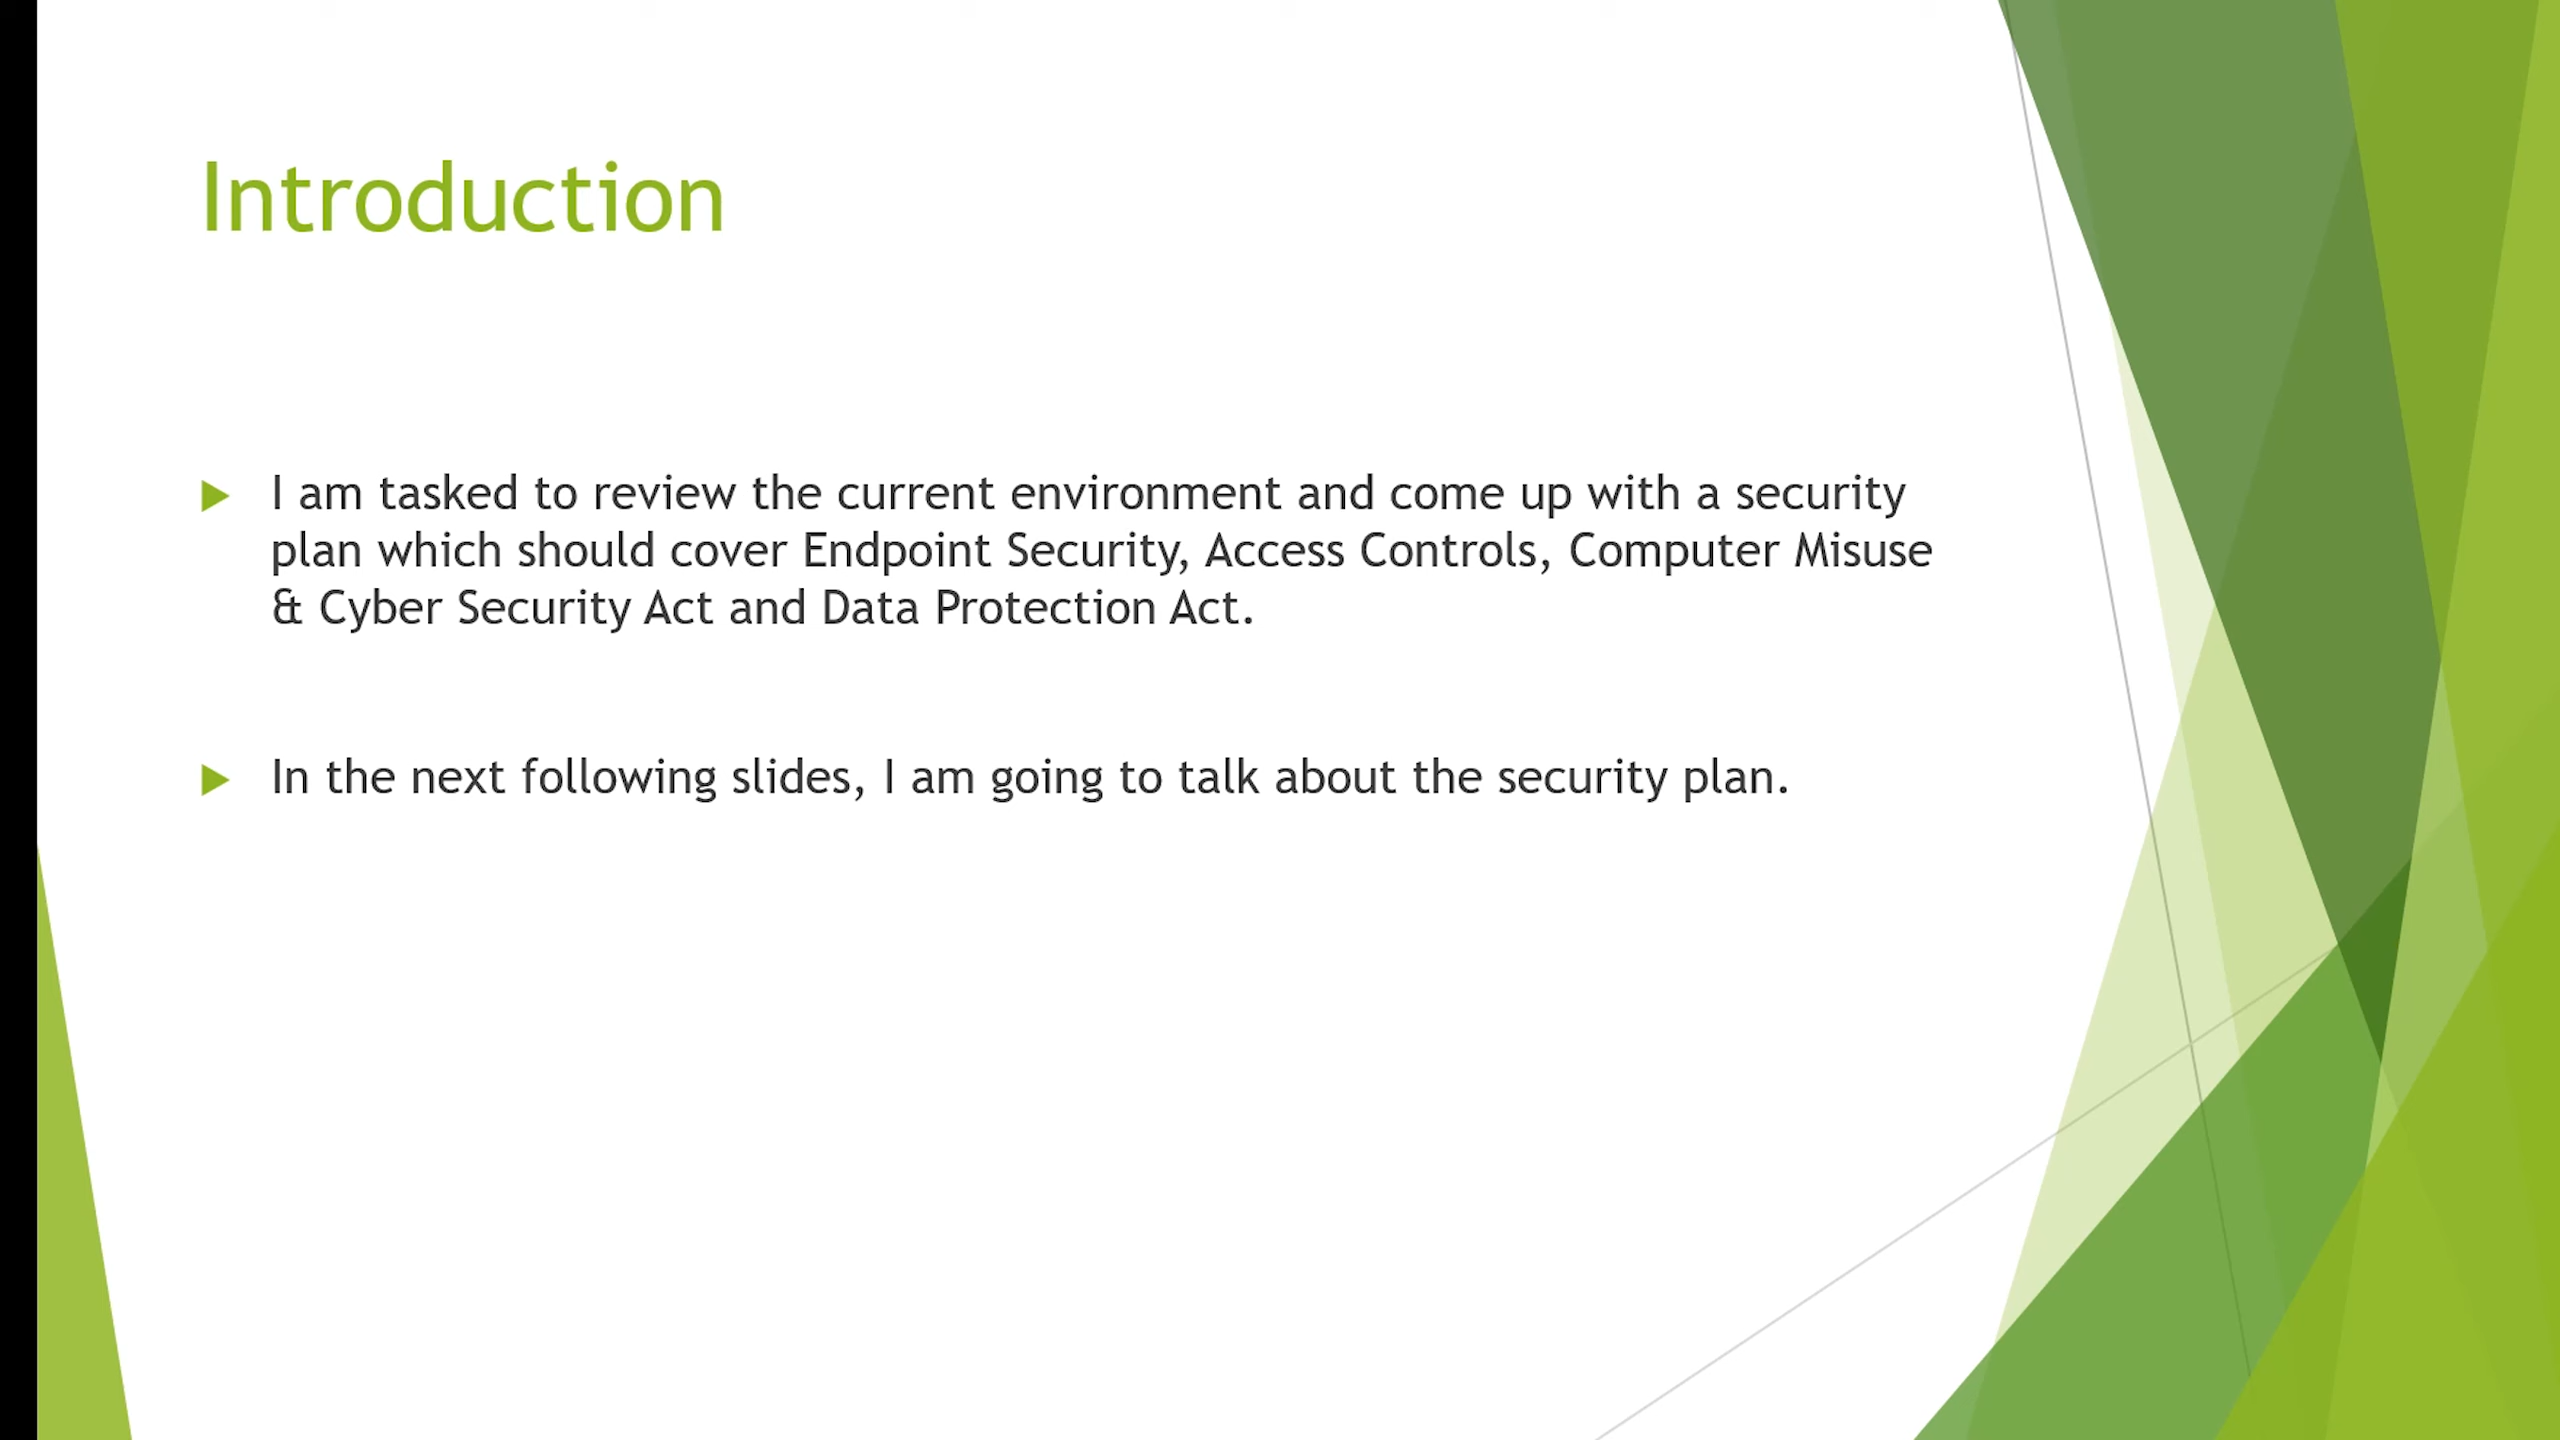 Introduction
I am tasked to review the current environment and come up with a security
plan which should cover Endpoint Security, Access Controls, Computer Misuse
& Cyber Security Act and Data Protection Act.
In the next following slides, I am going to talk about the security plan.